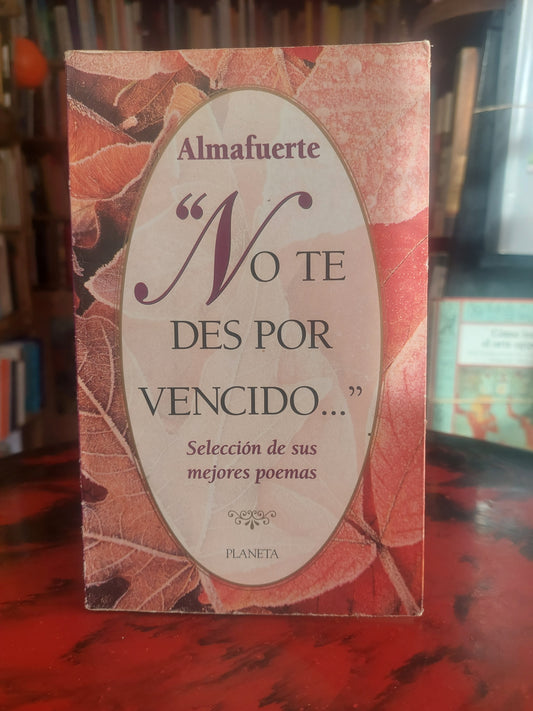 Almafuerte
“No te
des por
vencido...”
Selección de sus
mejores poemas
PLANETA